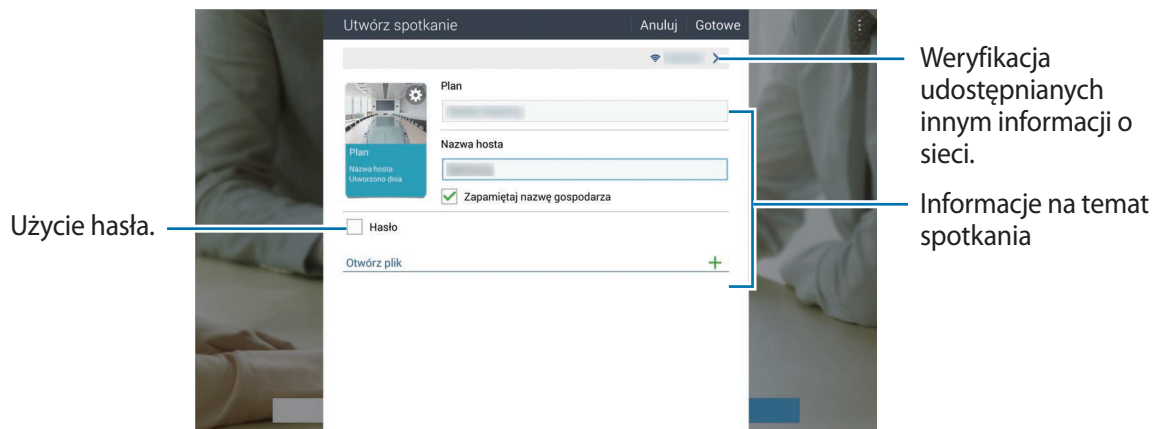 Utwórz spotkanie
Anuluj
Gotowe
Plan
Nazwa hosta
Plan
Nazwa hosta
Utworzono dnia
Zapamiętaj nazwę gospodarza
Hasło
Otwórz plik
Użycie hasła.
Weryfikacja
udostępnianych
innym informacji o
sieci.
Informacje na temat
spotkania